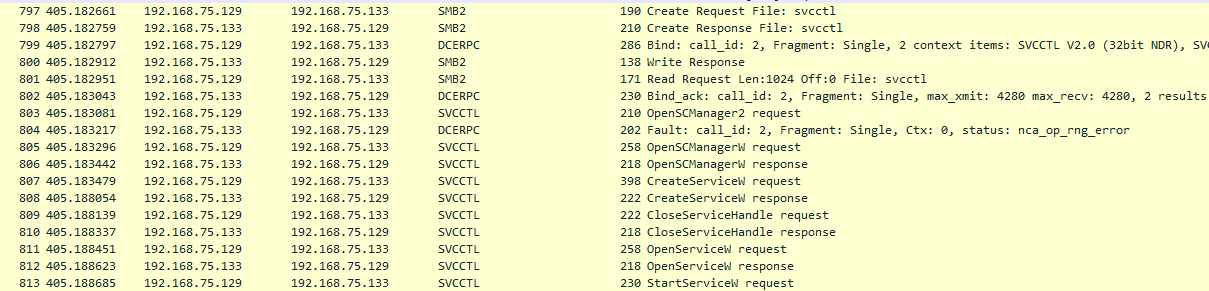 797 405.182661 192.168.75.129 192.168.75.133 SMB2 190 Create Request File: svcctl
798 405.182759 192.168.75.133 192.168.75.129 SMB2 210 Create Response File: svcctl
799 405.182797 192.168.75.129 192.168.75.133 DCERPC 286 Bind: call_id: 2, Fragment: Single, 2 context items: SVCCTL V2.0 (32bit NDR), SVC
800 405.182912 192.168.75.133 192.168.75.129 SMB2 138 Write Response
801 405.182951 192.168.75.129 192.168.75.133 SMB2 171 Read Request Len:1024 Off:0 File: svcctl
802 405.183043 192.168.75.133 192.168.75.129 DCERPC 230 Bind_ack: call_id: 2, Fragment: Single, max_xmit: 4280 max_recv: 4280, 2 results
803 405.183081 192.168.75.129 192.168.75.133 SVCCTL 210 OpenSCManager2 request
804 405.183217 192.168.75.133 192.168.75.129 DCERPC 202 Fault: call_id: 2, Fragment: Single, Ctx: 0, status: nca_op_rng_error
805 405.183296 192.168.75.129 192.168.75.133 SVCCTL 258 OpenSCManagerW request
806 405.183442 192.168.75.133 192.168.75.129 SVCCTL 218 OpenSCManagerW response
807 405.183479 192.168.75.129 192.168.75.133 SVCCTL 398 CreateServiceW request
808 405.188054 192.168.75.133 192.168.75.129 SVCCTL 222 CreateServiceW response
809 405.188139 192.168.75.129 192.168.75.133 SVCCTL 222 CloseServiceHandle request
810 405.188337 192.168.75.133 192.168.75.129 SVCCTL 218 CloseServiceHandle response
811 405.188451 192.168.75.129 192.168.75.133 SVCCTL 258 OpenServiceW request
812 405.188623 192.168.75.133 192.168.75.129 SVCCTL 218 OpenServiceW response
813 405.188685 192.168.75.129 192.168.75.133 SVCCTL 230 StartServiceW request